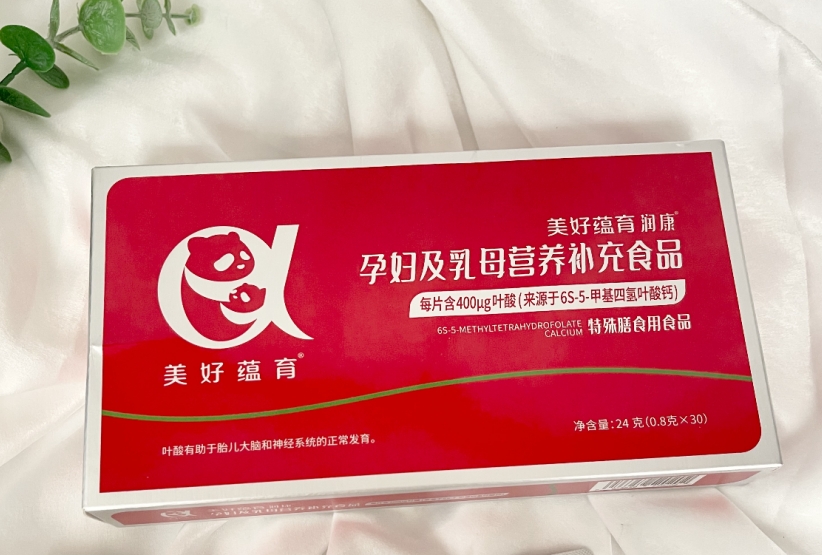 美好蕴育润康®
孕妇及乳母营养补充食品
每片含400μg叶酸(来源于6S-5-甲基四氢叶酸钙)
6S-5-METHYLTETRAHYDROFOLATE
CALCIUM
特殊膳食用食品
美好蕴育®
净含量:24克(0.8克×30)
叶酸有助于胎儿大脑和神经系统的正常发育。